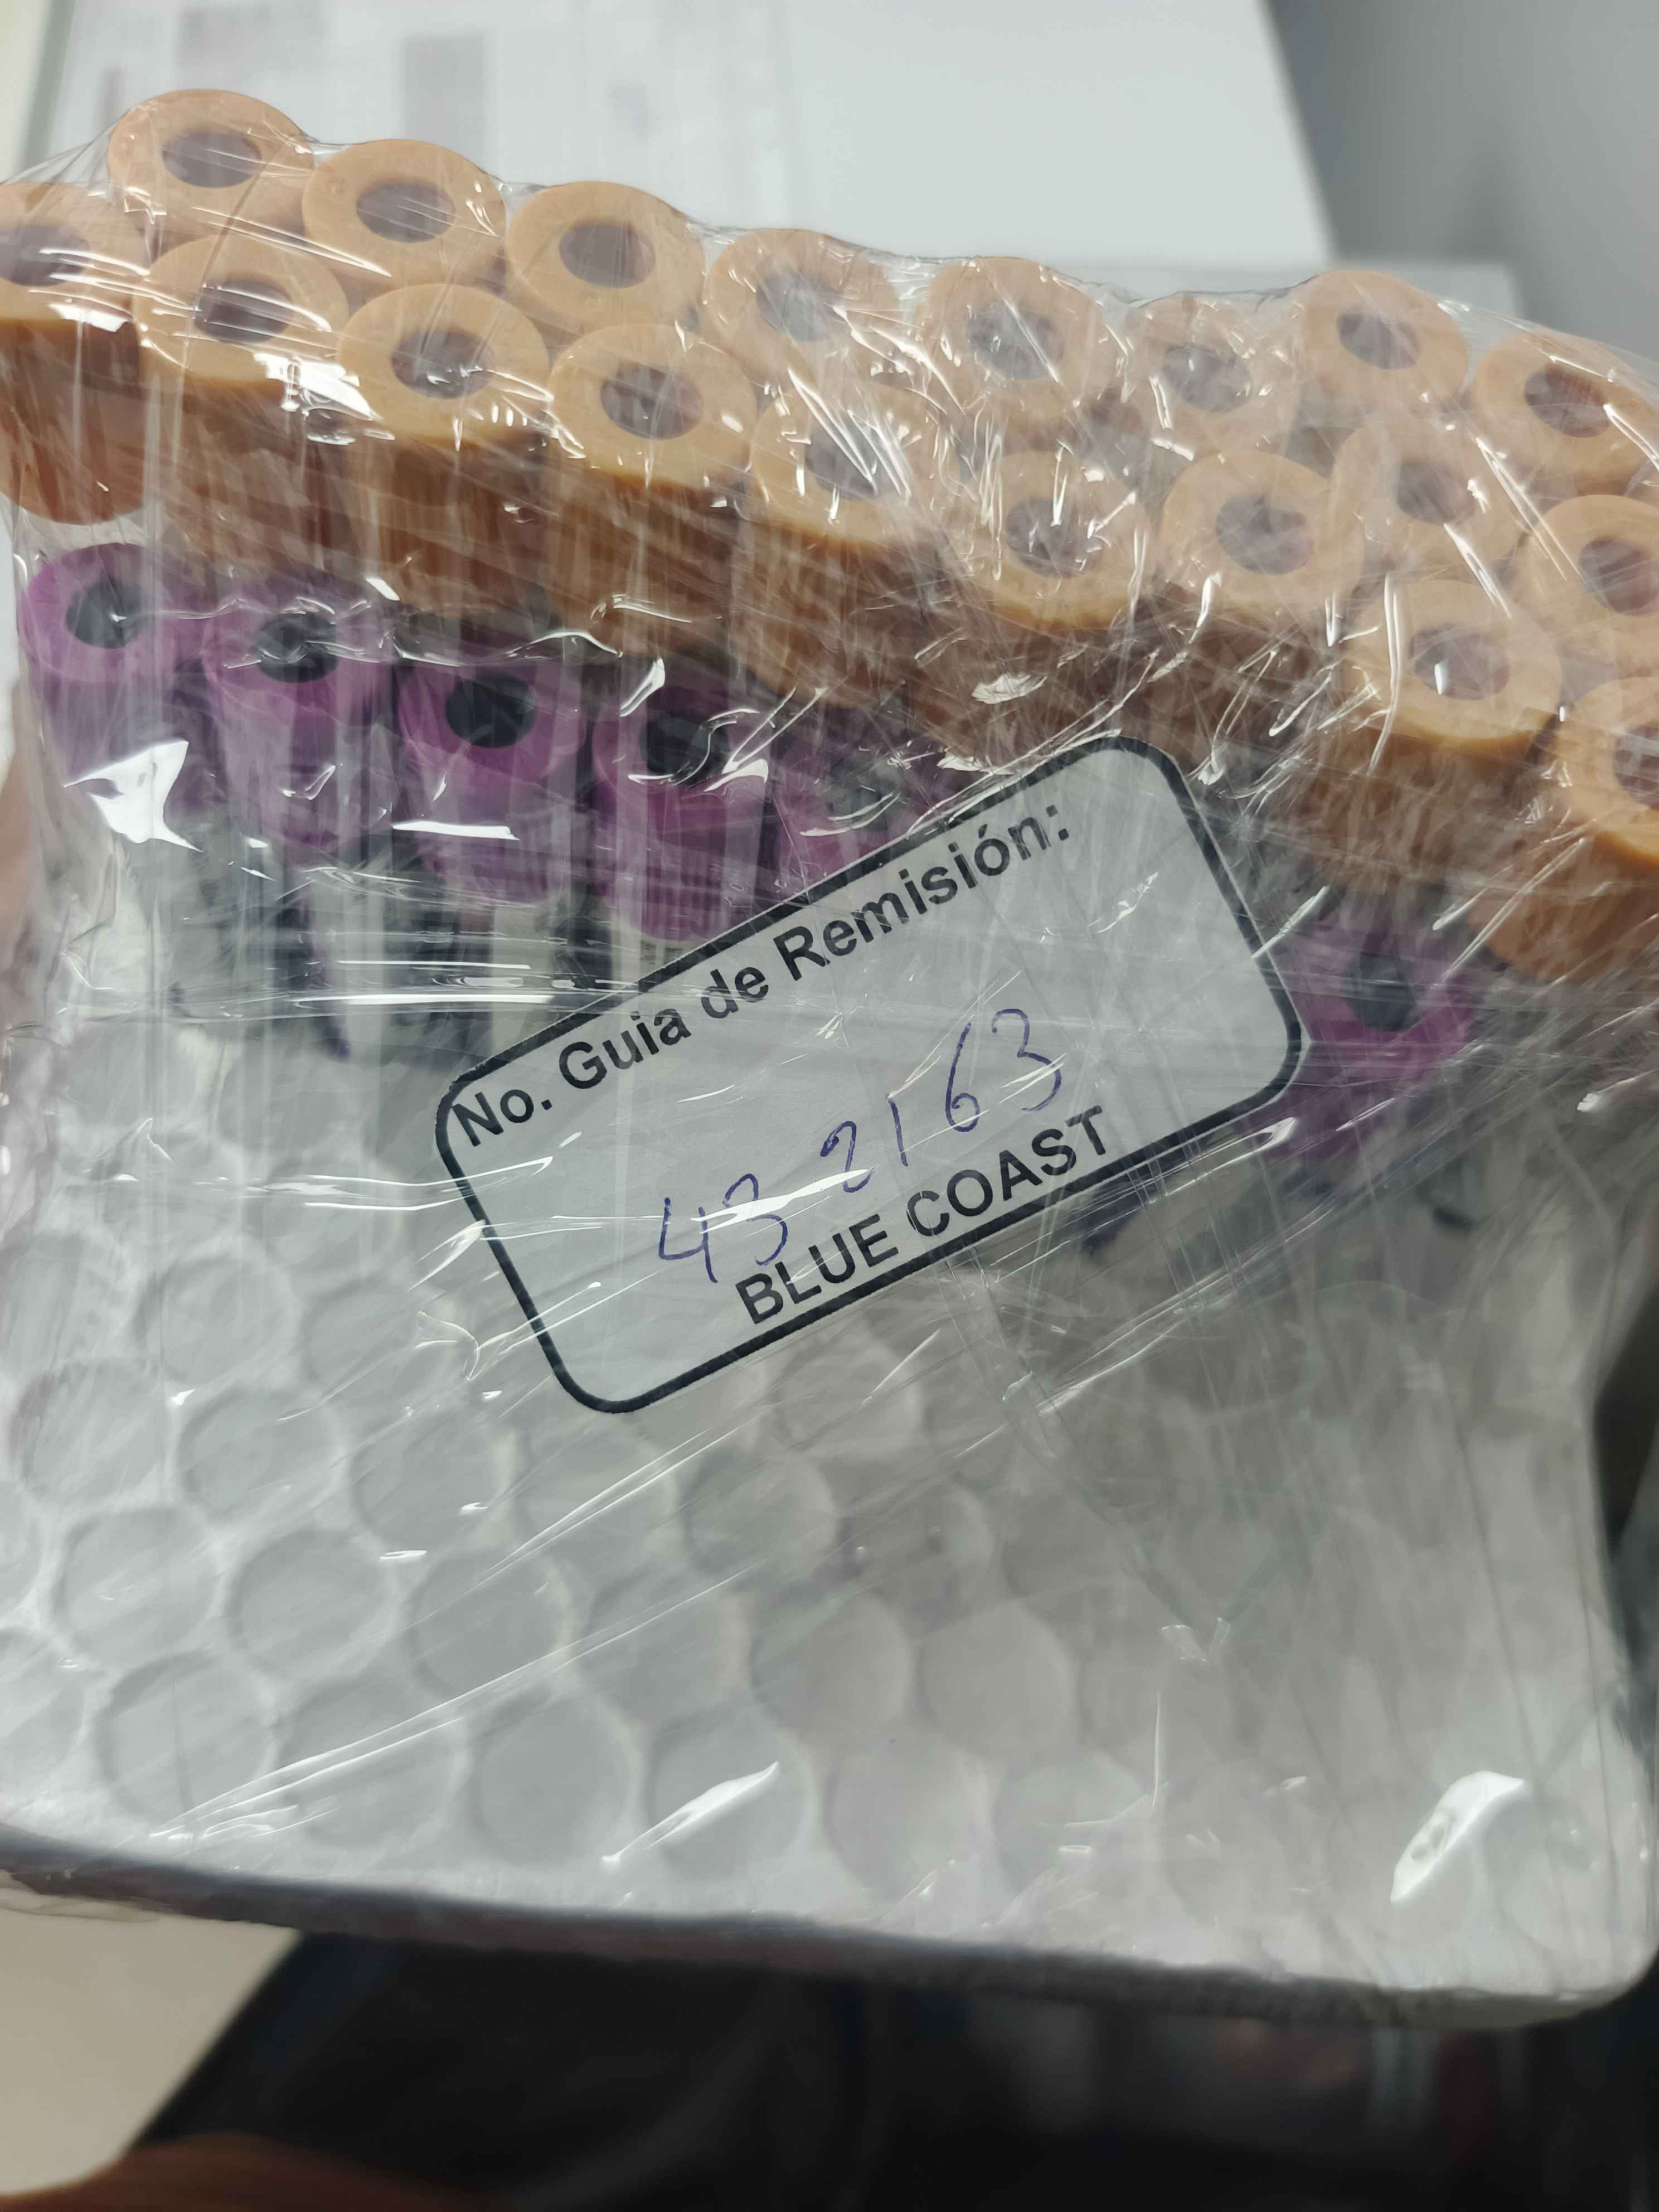 No. Guia de Remisión:
432163
BLUE COAST